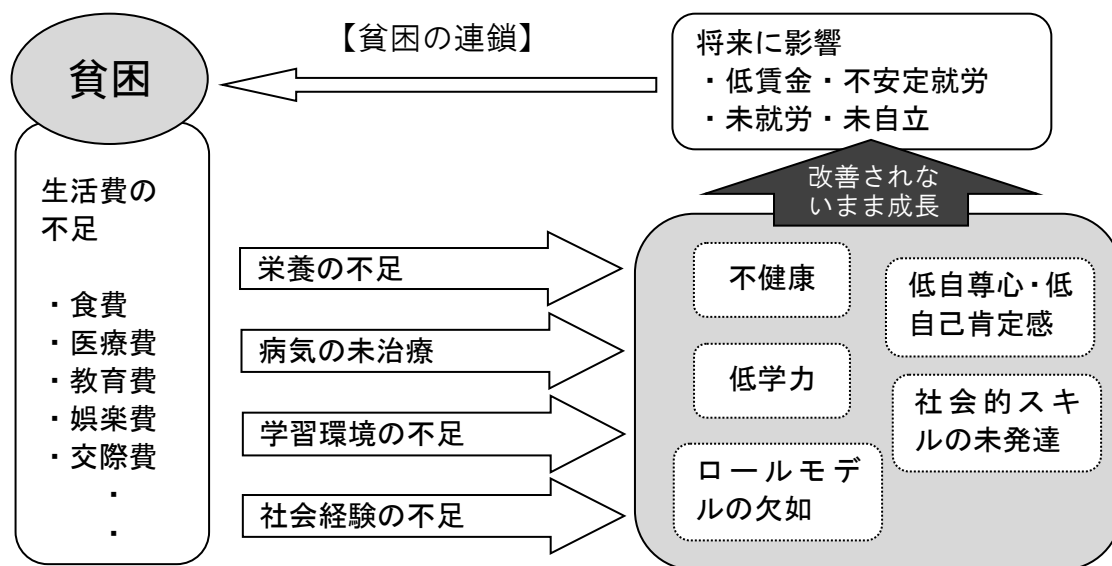 【貧困の連鎖】
貧困
生活費の
不足
・食費
・医療費
・教育費
・娯楽費
・交際費
・
・
栄養の不足
病気の未治療
学習環境の不足
社会経験の不足
不健康
低学力
ロールモデ
ルの欠如
低自尊心・低
自己肯定感
社会的スキ
ルの未発達
改善されな
いまま成長
将来に影響
・低賃金・不安定就労
・未就労・未自立